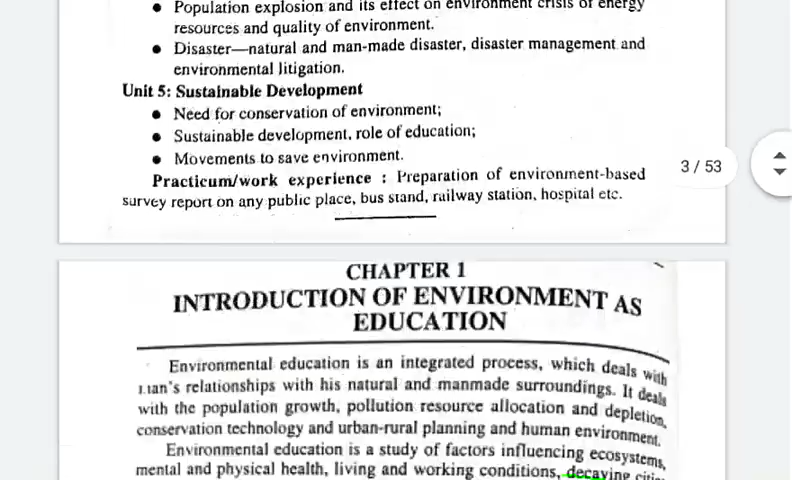 Population explosion and its effect on environment crisis of energy
resources and quality of environment.
Disaster—natural and man-made disaster, disaster management and
environmental litigation.
Unit 5: Sustainable Development
Need for conservation of environment;
Sustainable development, role of education;
Movements to save environment.
Practicum/work experience : Preparation of environment-based
survey report on any public place, bus stand, railway station, hospital etc.
3 / 53
CHAPTER 1
INTRODUCTION OF ENVIRONMENT AS
EDUCATION
Environmental education is an integrated process, which deals with
man's relationships with his natural and manmade surroundings. It deals
with the population growth, pollution resource allocation and depletion,
conservation technology and urban-rural planning and human environment.
Environmental education is a study of factors influencing ecosystems,
mental and physical health, living and working conditions, decaying cities